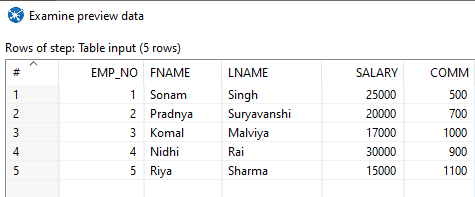 Examine preview data
Rows of step: Table input (5 rows)
# EMP_NO FNAME LNAME SALARY COMM
1 1 Sonam Singh 25000 500
2 2 Pradnya Suryavanshi 20000 700
3 3 Komal Malviya 17000 1000
4 4 Nidhi Rai 30000 900
5 5 Riya Sharma 15000 1100